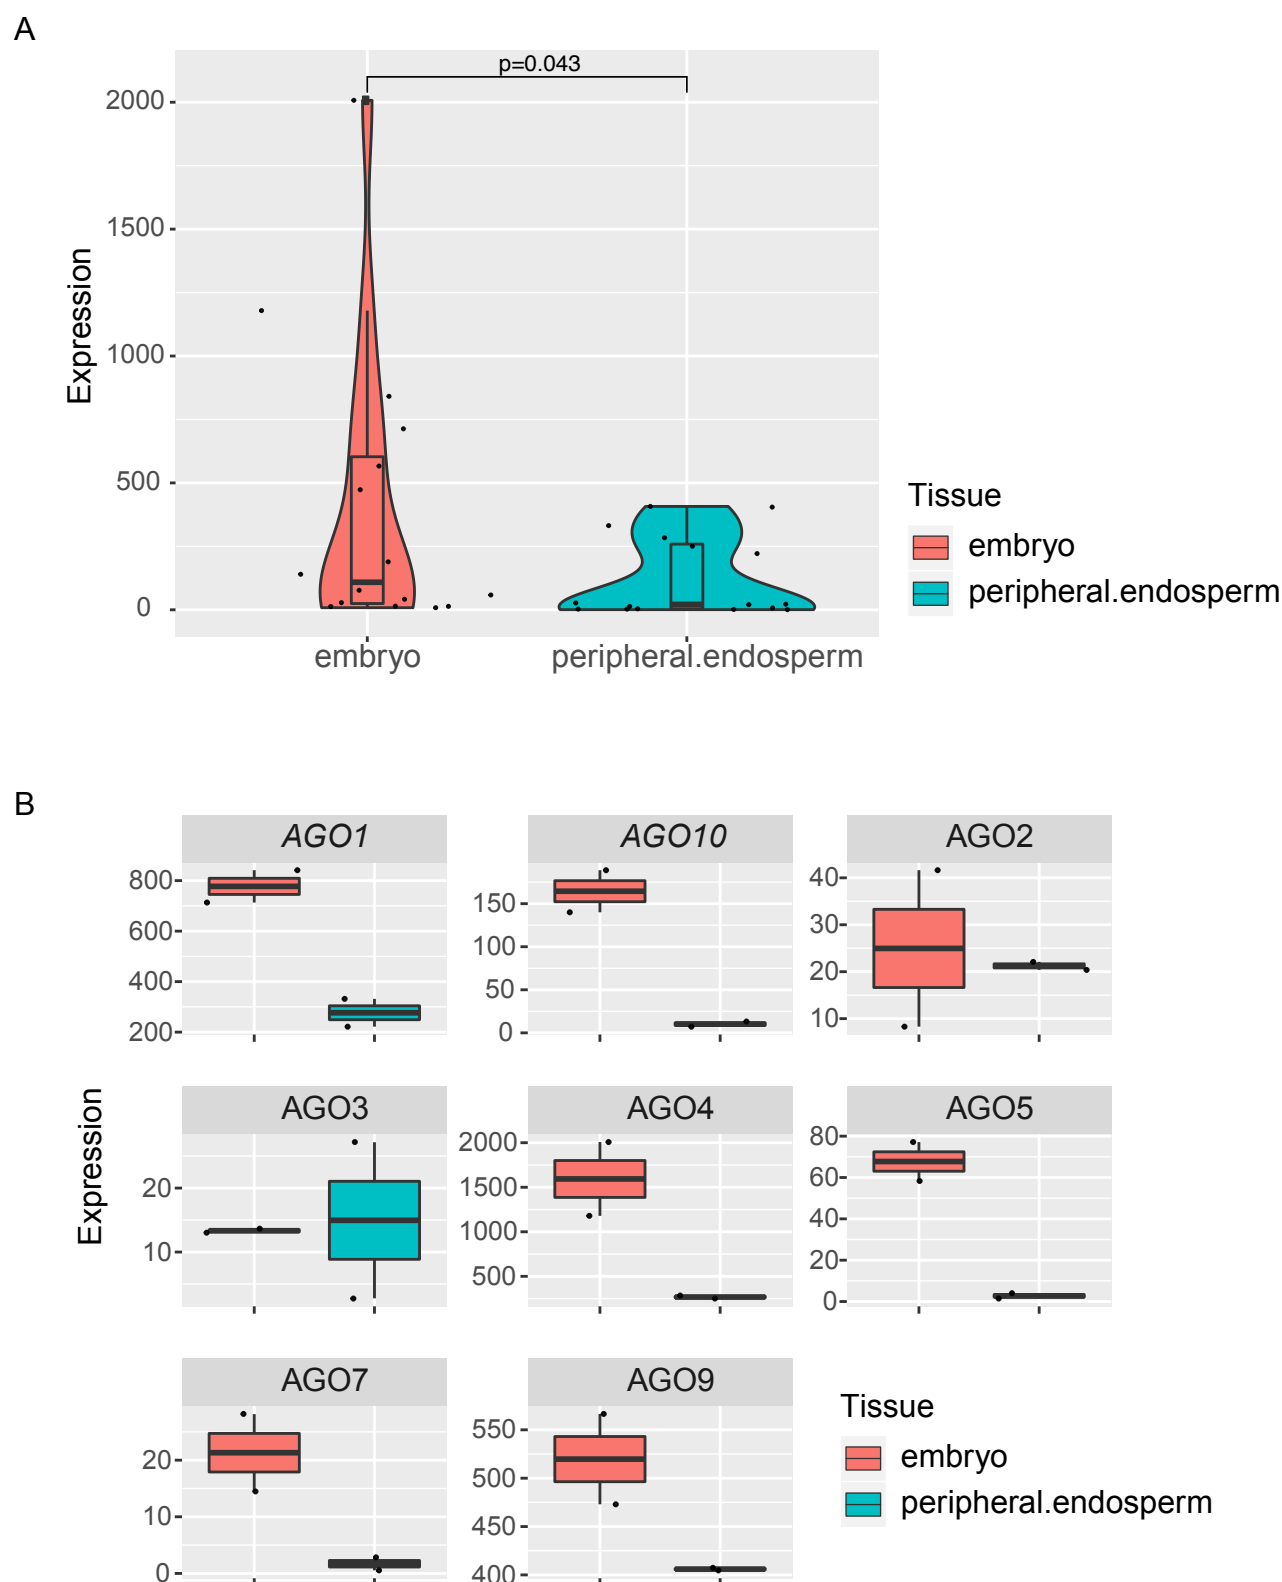 A
p=0.043
2000
1500
1000
500
0
Expression
embryo
peripheral.endosperm
Tissue
embryo
peripheral.endosperm
B
AGO1
AGO10
AGO2
800
600
400
200
150
100
50
0
40
30
20
10
Expression
AGO3
AGO4
AGO5
20
10
2000
1500
1000
500
80
60
40
20
0
AGO7
AGO9
20
10
0
550
500
450
400
Tissue
embryo
peripheral.endosperm